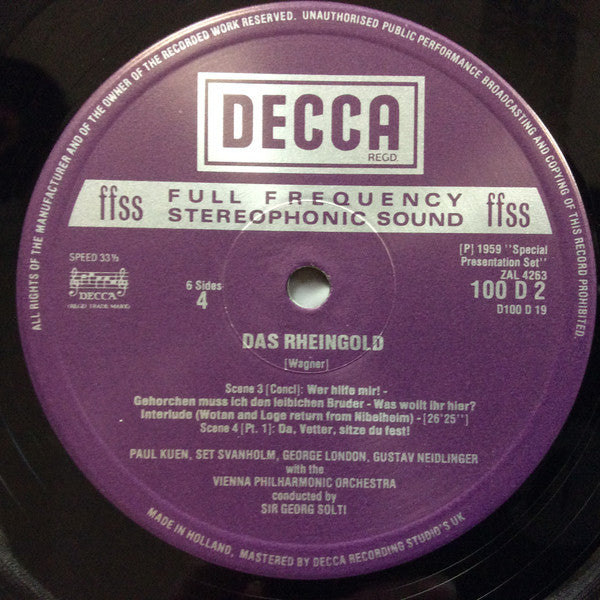 ALL RIGHTS OF THE MANUFACTURER AND OF THE OWNER OF THE RECORDED WORK RESERVED. UNAUTHORISED PUBLIC PERFORMANCE BROADCASTING AND COPYING OF THIS RECORD PROHIBITED.
DECCA
REGD.
ffss FULL FREQUENCY ffss
STEREOPHONIC SOUND
SPEED 33⅓
DECCA
(REGD TRADE MARK)
6 Sides
4
[P] 1959 "Special
Presentation Set"
ZAL 4263
100 D 2
D100 D 19
DAS RHEINGOLD
[Wagner]
Scene 3 [Concl]: Wer hilfe mir! -
Gehorchen muss ich den leiblichen Bruder - Was wollt ihr hier?
Interlude (Wotan and Loge return from Nibelheim) - [26'25"]
Scene 4 [Pt. 1]: Da, Vetter, sitze du fest!
PAUL KUEN, SET SVANHOLM, GEORGE LONDON, GUSTAV NEIDLINGER
with the
VIENNA PHILHARMONIC ORCHESTRA
conducted by
SIR GEORG SOLTI
MADE IN HOLLAND, MASTERED BY DECCA RECORDING STUDIO'S UK